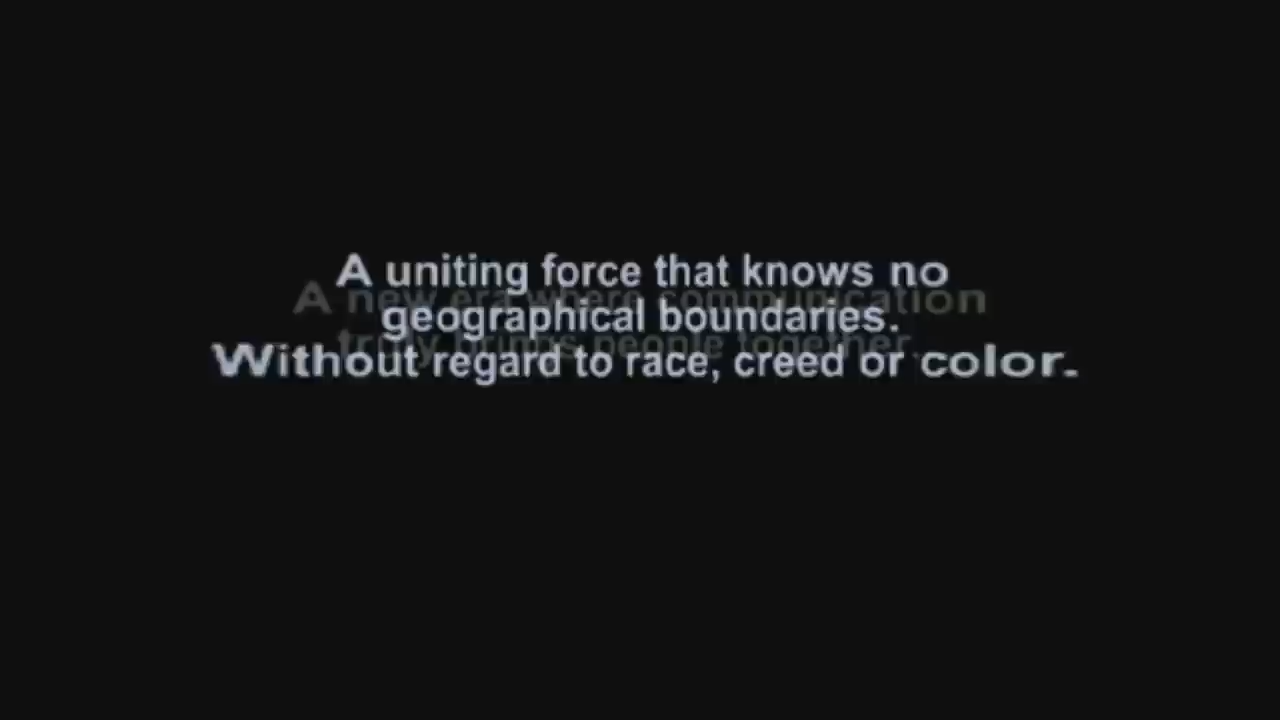 A uniting force that knows no
A new era where communication
geographical boundaries.
truly brings people together.
Without regard to race, creed or color.